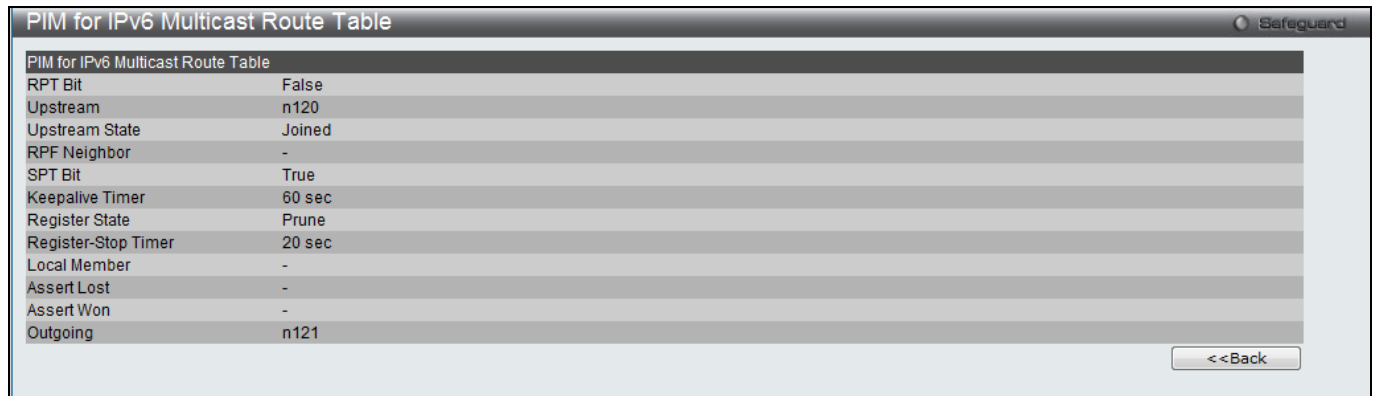 PIM for IPv6 Multicast Route Table
Safeguard
PIM for IPv6 Multicast Route Table
RPT Bit False
Upstream n120
Upstream State Joined
RPF Neighbor -
SPT Bit True
Keepalive Timer 60 sec
Register State Prune
Register-Stop Timer 20 sec
Local Member -
Assert Lost -
Assert Won -
Outgoing n121
<<Back